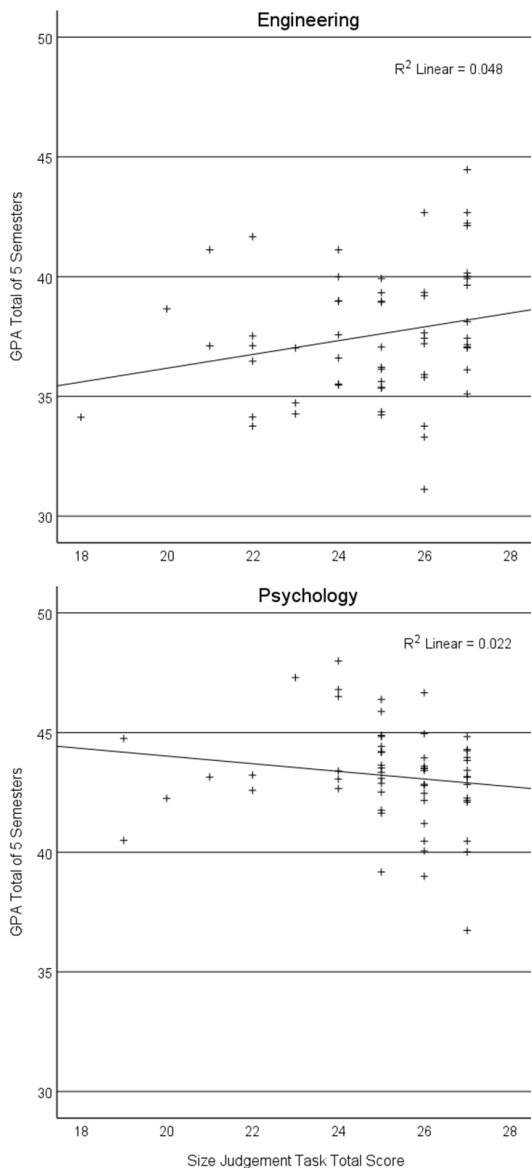 Engineering
R² Linear = 0.048
GPA Total of 5 Semesters
50
45
40
35
30
18 20 22 24 26 28
Psychology
R² Linear = 0.022
GPA Total of 5 Semesters
50
45
40
35
30
18 20 22 24 26 28
Size Judgement Task Total Score